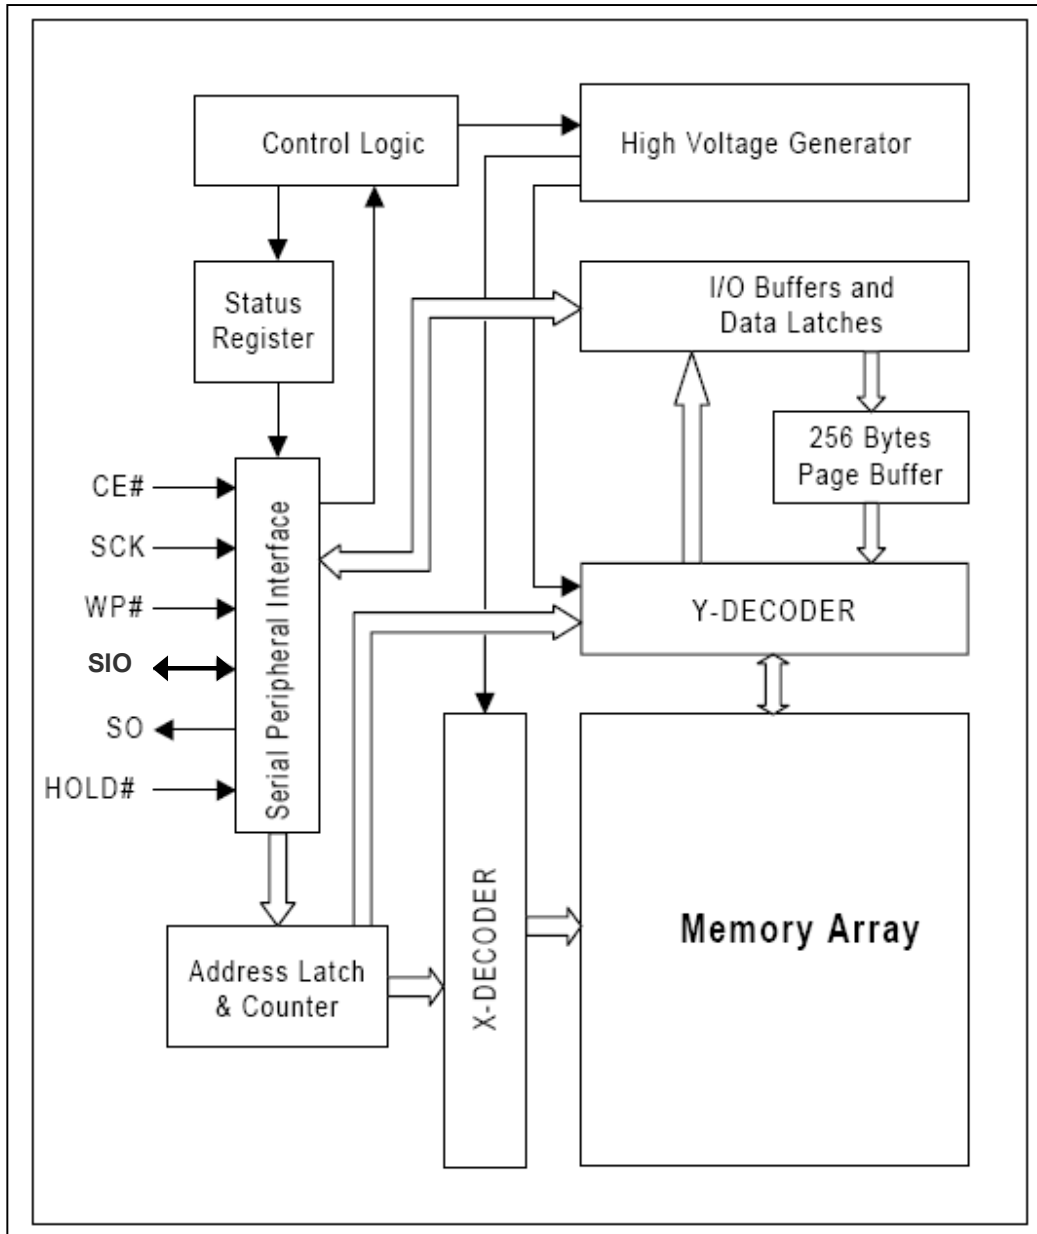 Control Logic
High Voltage Generator
Status
Register
I/O Buffers and
Data Latches
256 Bytes
Page Buffer
CE#
SCK
WP#
SIO
SO
HOLD#
Serial Peripheral Interface
Y-DECODER
Address Latch
& Counter
X-DECODER
Memory Array